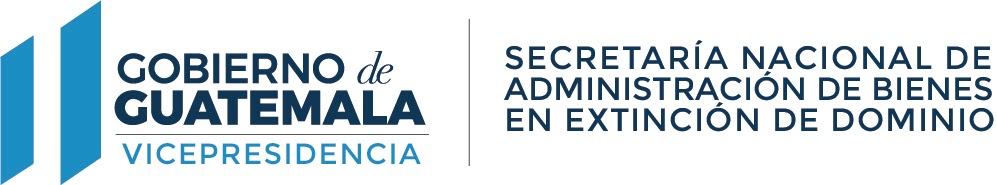 GOBIERNO de
GUATEMALA
VICEPRESIDENCIA
SECRETARÍA NACIONAL DE
ADMINISTRACIÓN DE BIENES
EN EXTINCIÓN DE DOMINIO